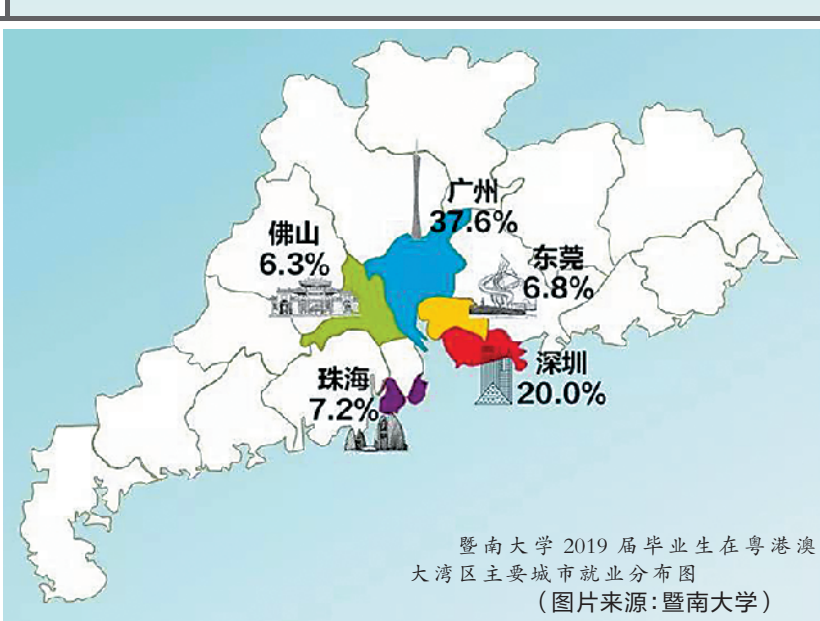 广州
37.6%
佛山
6.3%
东莞
6.8%
深圳
20.0%
珠海
7.2%
暨南大学 2019 届毕业生在粤港澳
大湾区主要城市就业分布图
（图片来源：暨南大学）